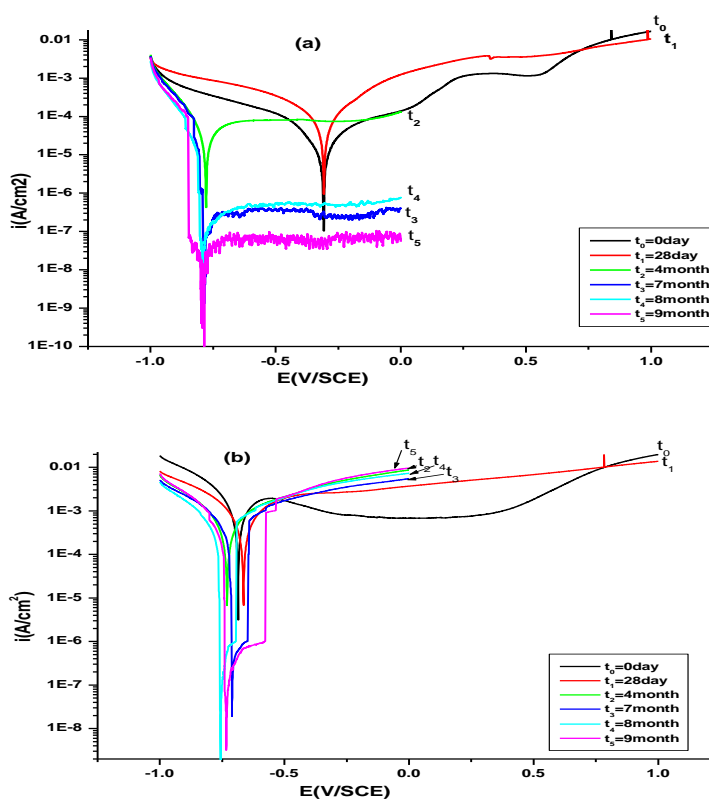 (a)
t0
t1
0.01
1E-3
1E-4
1E-5
1E-6
1E-7
1E-8
1E-9
1E-10
i(A/cm2)
t2
t4
t3
t5
t0=0day
t1=28day
t2=4month
t3=7month
t4=8month
t5=9month
-1.0 -0.5 0.0 0.5 1.0
E(V/SCE)
(b)
t5
t2 t4
t3
t0
t1
0.01
1E-3
1E-4
1E-5
1E-6
1E-7
1E-8
i(A/cm2)
t0=0day
t1=28day
t2=4month
t3=7month
t4=8month
t5=9month
-1.0 -0.5 0.0 0.5 1.0
E(V/SCE)